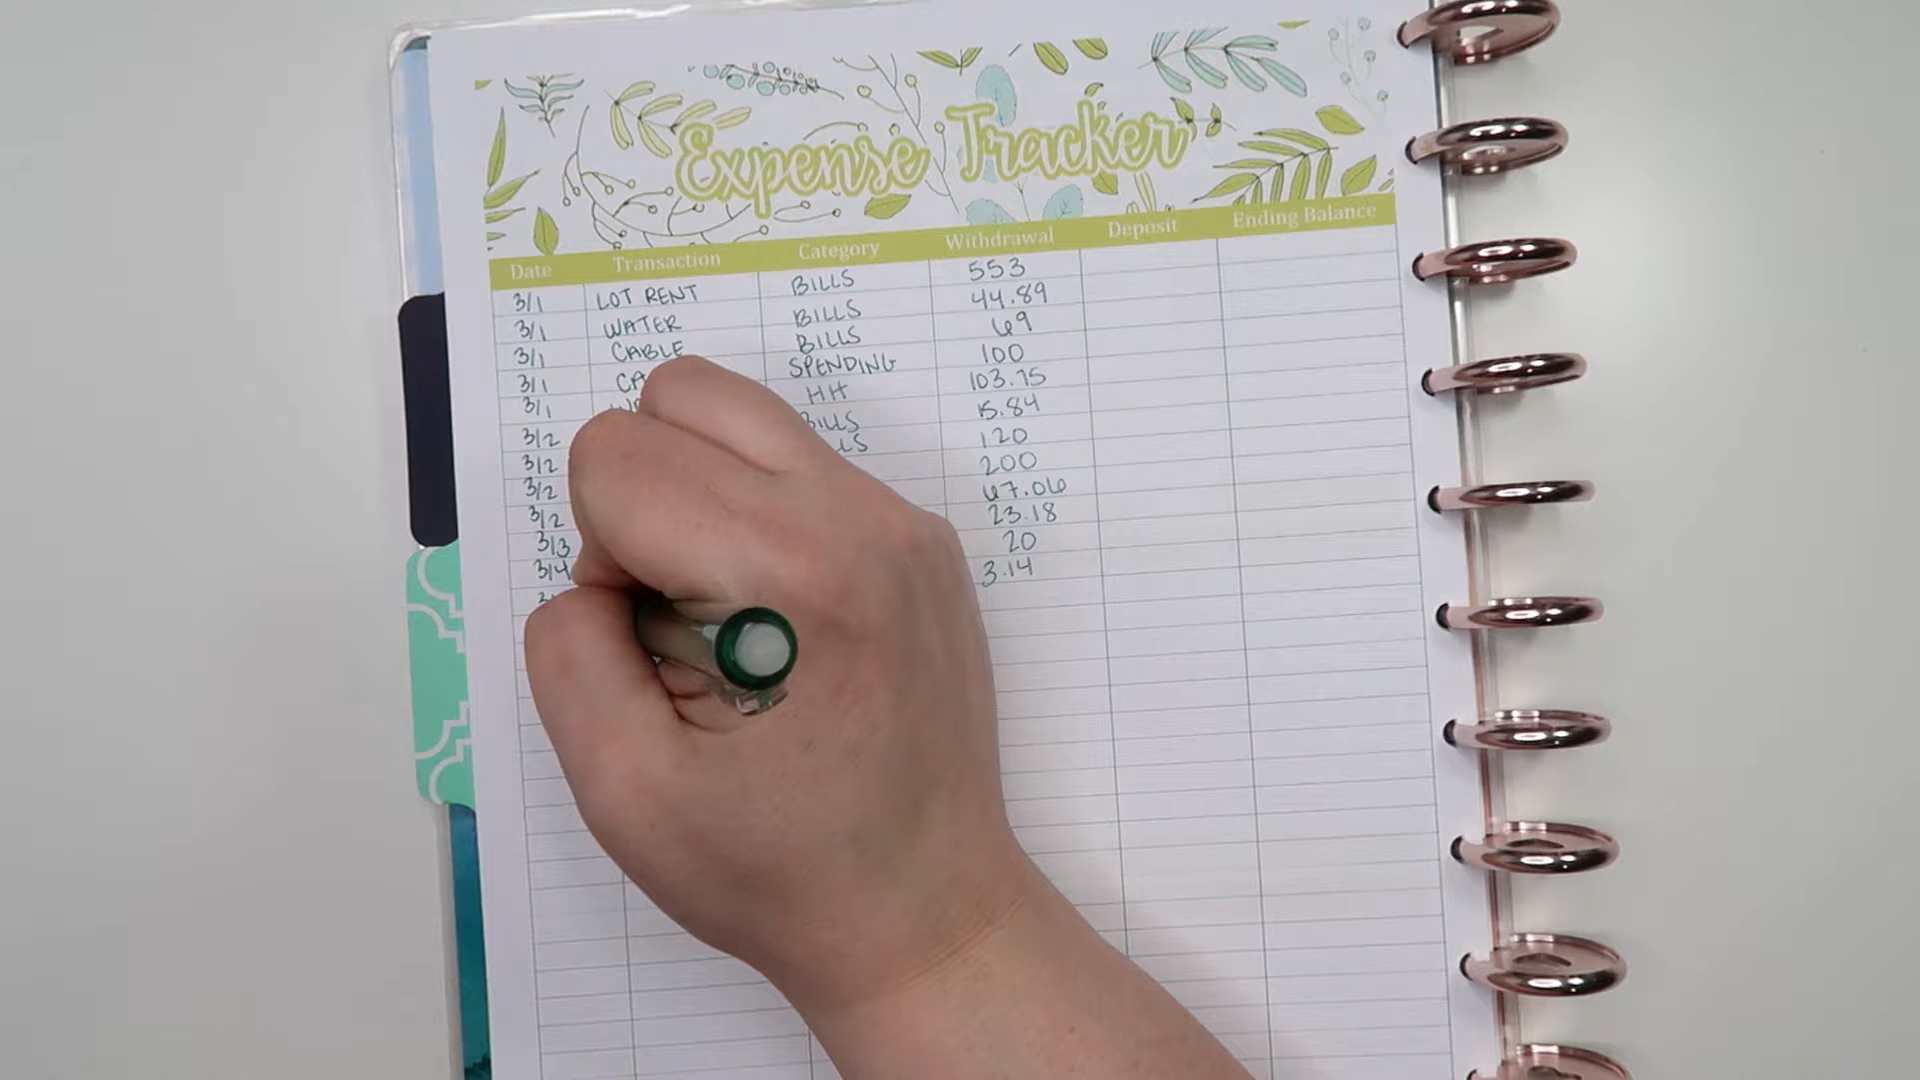 Expense Tracker
Date Transaction Category Withdrawal Deposit Ending Balance
3/1 LOT RENT BILLS 553
3/1 WATER BILLS 44.89
3/1 CABLE BILLS 69
3/1 SPENDING 100
3/1 HH 103.75
3/2 BILLS 15.84
3/2 120
3/2 200
3/2 67.06
3/3 23.18
3/4 20
3.14